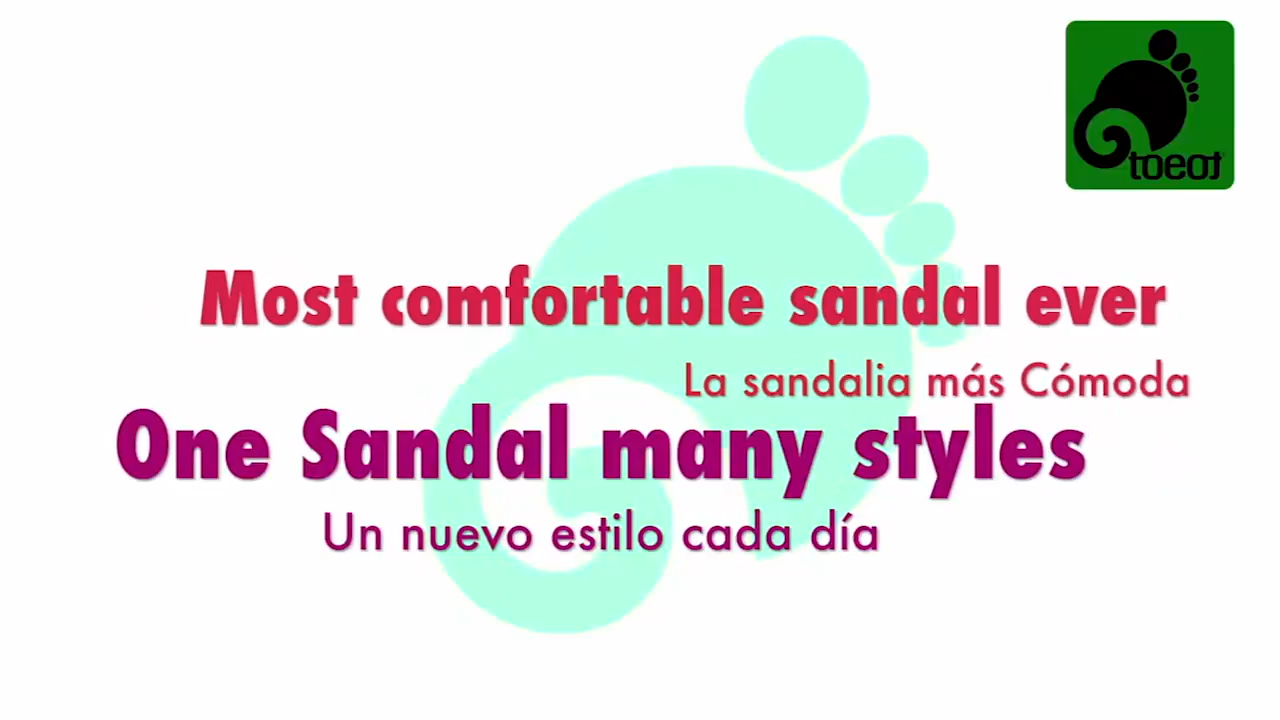 toeot
Most comfortable sandal ever
La sandalia más Cómoda
One Sandal many styles
Un nuevo estilo cada día